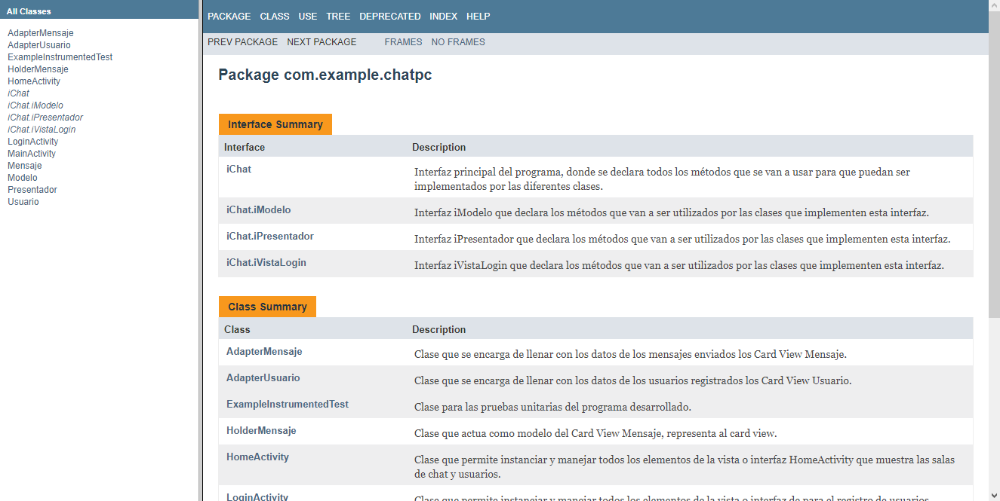 All Classes
AdapterMensaje
AdapterUsuario
ExampleInstrumentedTest
HolderMensaje
HomeActivity
iChat
iChat.iModelo
iChat.iPresentador
iChat.iVistaLogin
LoginActivity
MainActivity
Mensaje
Modelo
Presentador
Usuario
PACKAGE CLASS USE TREE DEPRECATED INDEX HELP
PREV PACKAGE NEXT PACKAGE FRAMES NO FRAMES
Package com.example.chatpc
Interface Summary
Interface Description
iChat Interfaz principal del programa, donde se declara todos los métodos que se van a usar para que puedan ser
implementados por las diferentes clases.
iChat.iModelo Interfaz iModelo que declara los métodos que van a ser utilizados por las clases que implementen esta interfaz.
iChat.iPresentador Interfaz iPresentador que declara los métodos que van a ser utilizados por las clases que implementen esta interfaz.
iChat.iVistaLogin Interfaz iVistaLogin que declara los métodos que van a ser utilizados por las clases que implementen esta interfaz.
Class Summary
Class Description
AdapterMensaje Clase que se encarga de llenar con los datos de los mensajes enviados los Card View Mensaje.
AdapterUsuario Clase que se encarga de llenar con los datos de los usuarios registrados los Card View Usuario.
ExampleInstrumentedTest Clase para las pruebas unitarias del programa desarrollado.
HolderMensaje Clase que actua como modelo del Card View Mensaje, representa al card view.
HomeActivity Clase que permite instanciar y manejar todos los elementos de la vista o interfaz HomeActivity que muestra las salas
de chat y usuarios.
LoginActivity Clase que permite instanciar y manejar todos los elementos de la vista o interfaz de para el registro de usuarios